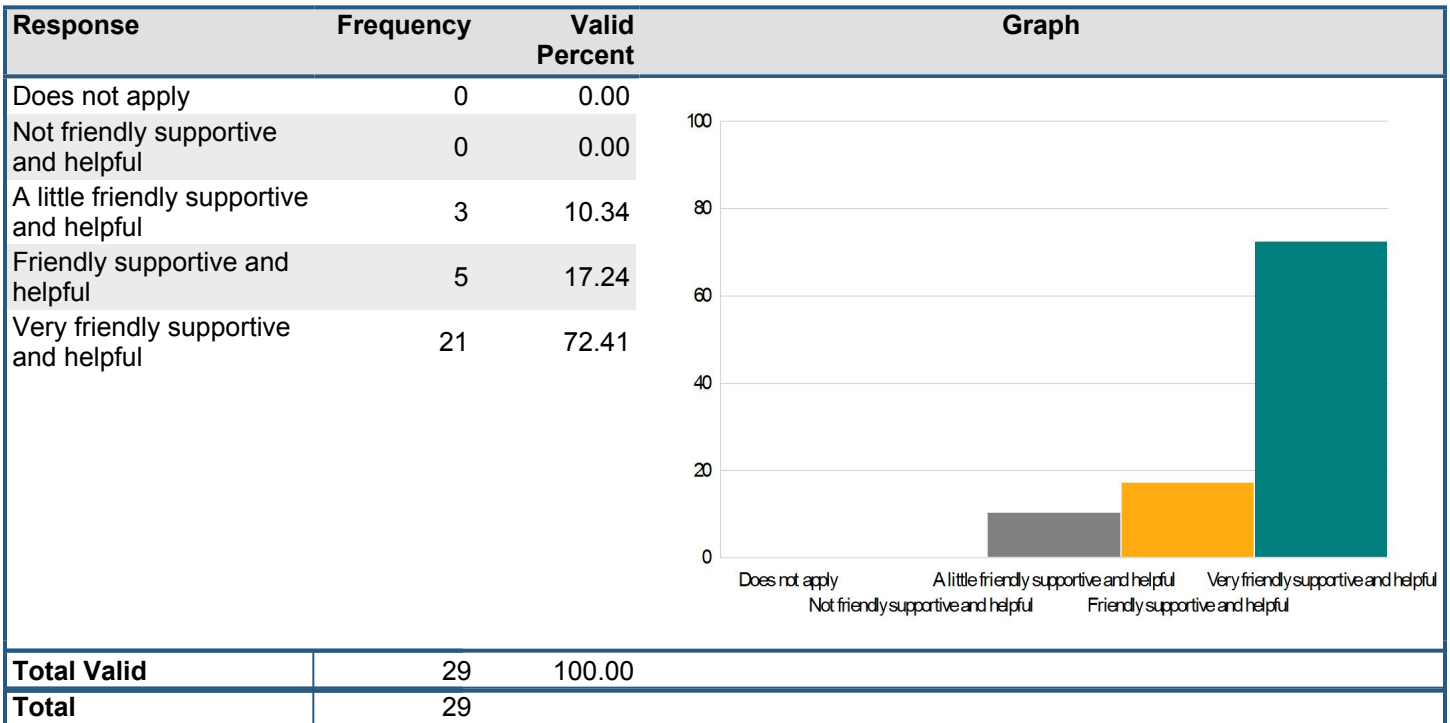 Response Frequency Valid Percent Graph
Does not apply 0 0.00
Not friendly supportive
and helpful 0 0.00
A little friendly supportive
and helpful 3 10.34
Friendly supportive and
helpful 5 17.24
Very friendly supportive
and helpful 21 72.41
100
80
60
40
20
0
Does not apply A little friendly supportive and helpful Very friendly supportive and helpful
Not friendly supportive and helpful Friendly supportive and helpful
Total Valid 29 100.00
Total 29